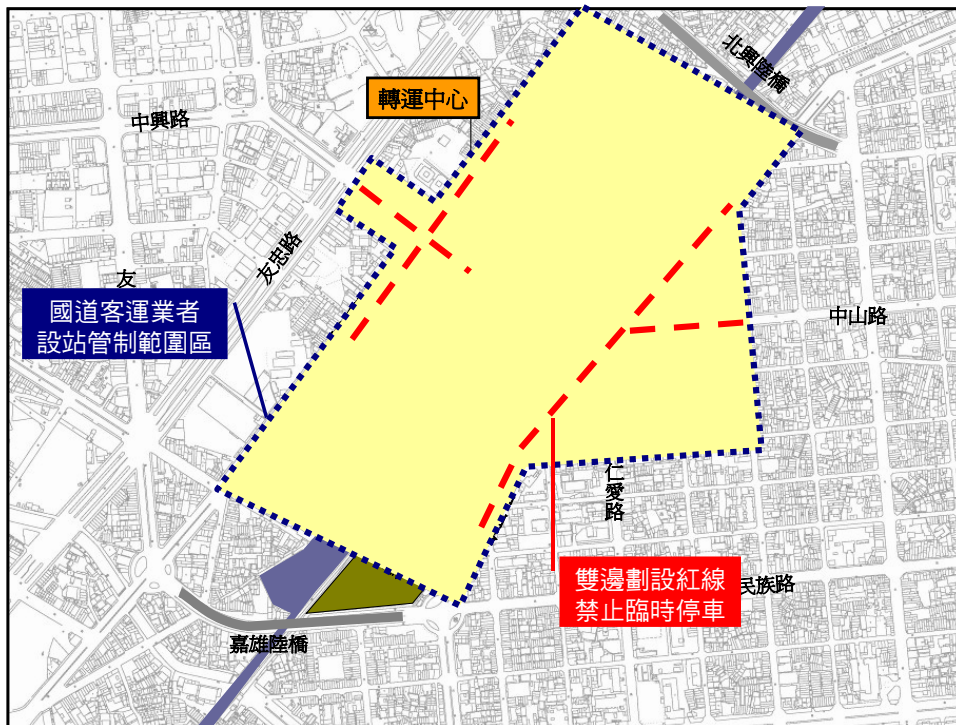 北興陸橋
轉運中心
中興路
友忠路
友
國道客運業者
設站管制範圍區
中山路
仁愛路
雙邊劃設紅線
禁止臨時停車
民族路
嘉雄陸橋